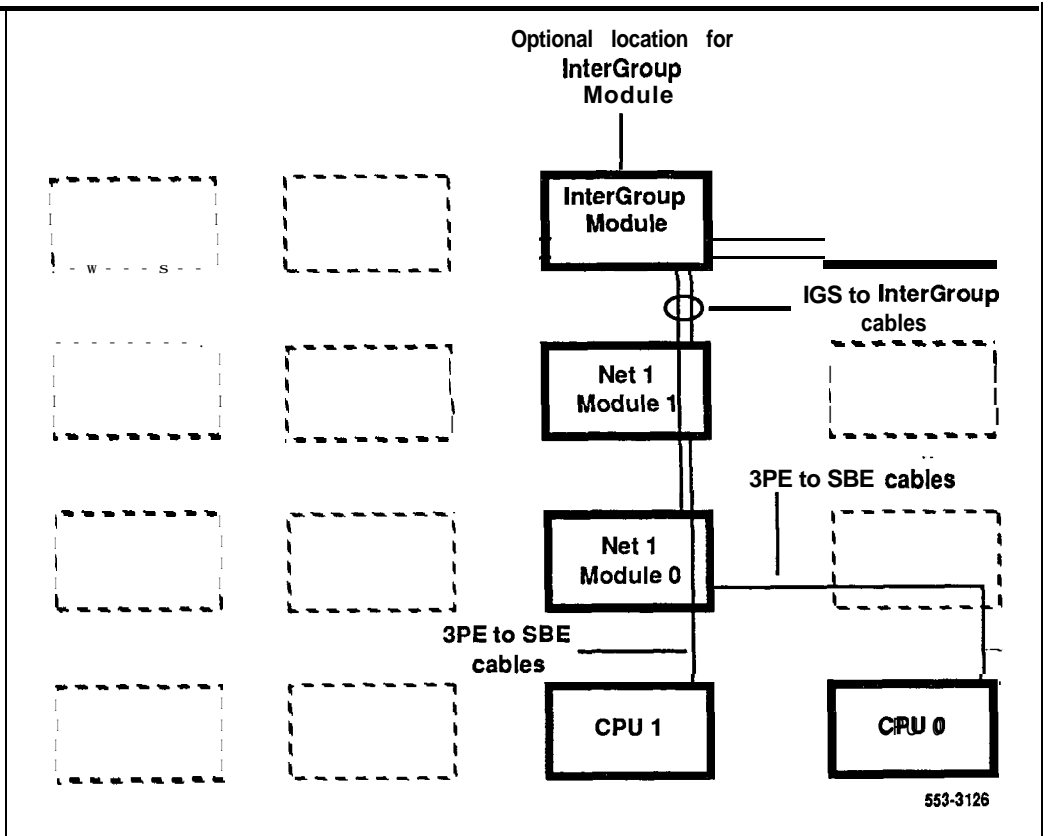 Optional location for
InterGroup
Module
InterGroup
Module
IGS to InterGroup
cables
Net 1
Module 1
3PE to SBE cables
Net 1
Module 0
3PE to SBE
cables
CPU 1
CPU 0
553-3126